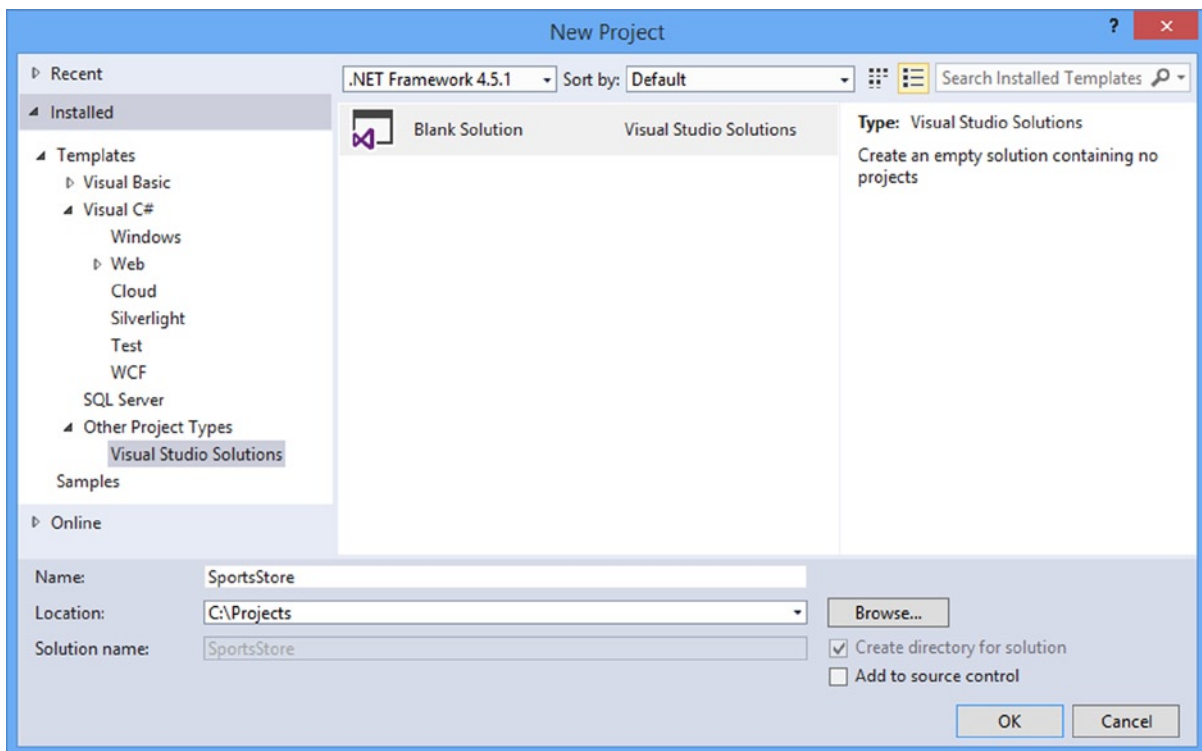 New Project
?
Recent
Installed
Templates
Visual Basic
Visual C#
Windows
Web
Cloud
Silverlight
Test
WCF
SQL Server
Other Project Types
Visual Studio Solutions
Samples
Online
.NET Framework 4.5.1 Sort by: Default
Search Installed Templates
Blank Solution Visual Studio Solutions
Type: Visual Studio Solutions
Create an empty solution containing no
projects
Name: SportsStore
Location: C:\Projects Browse...
Solution name: SportsStore Create directory for solution
Add to source control
OK Cancel